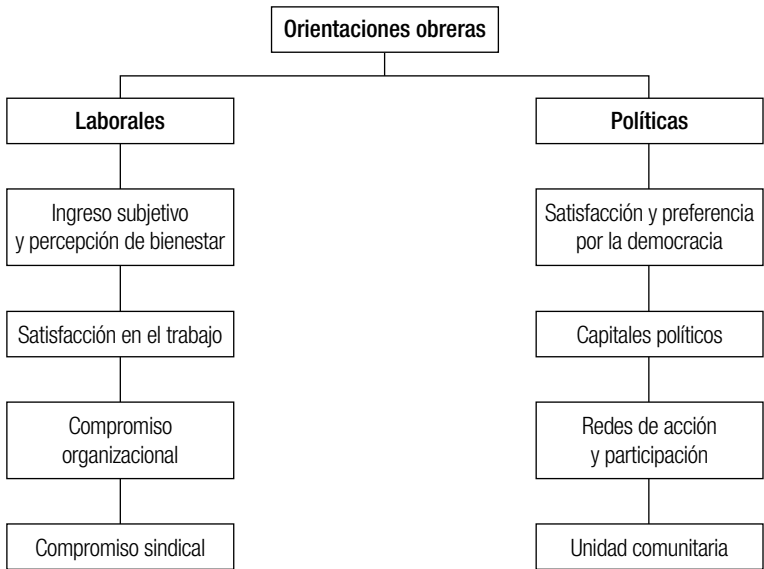 Orientaciones obreras
Laborales
Políticas
Ingreso subjetivo
y percepción de bienestar
Satisfacción y preferencia
por la democracia
Satisfacción en el trabajo
Capitales políticos
Compromiso
organizacional
Redes de acción
y participación
Compromiso sindical
Unidad comunitaria